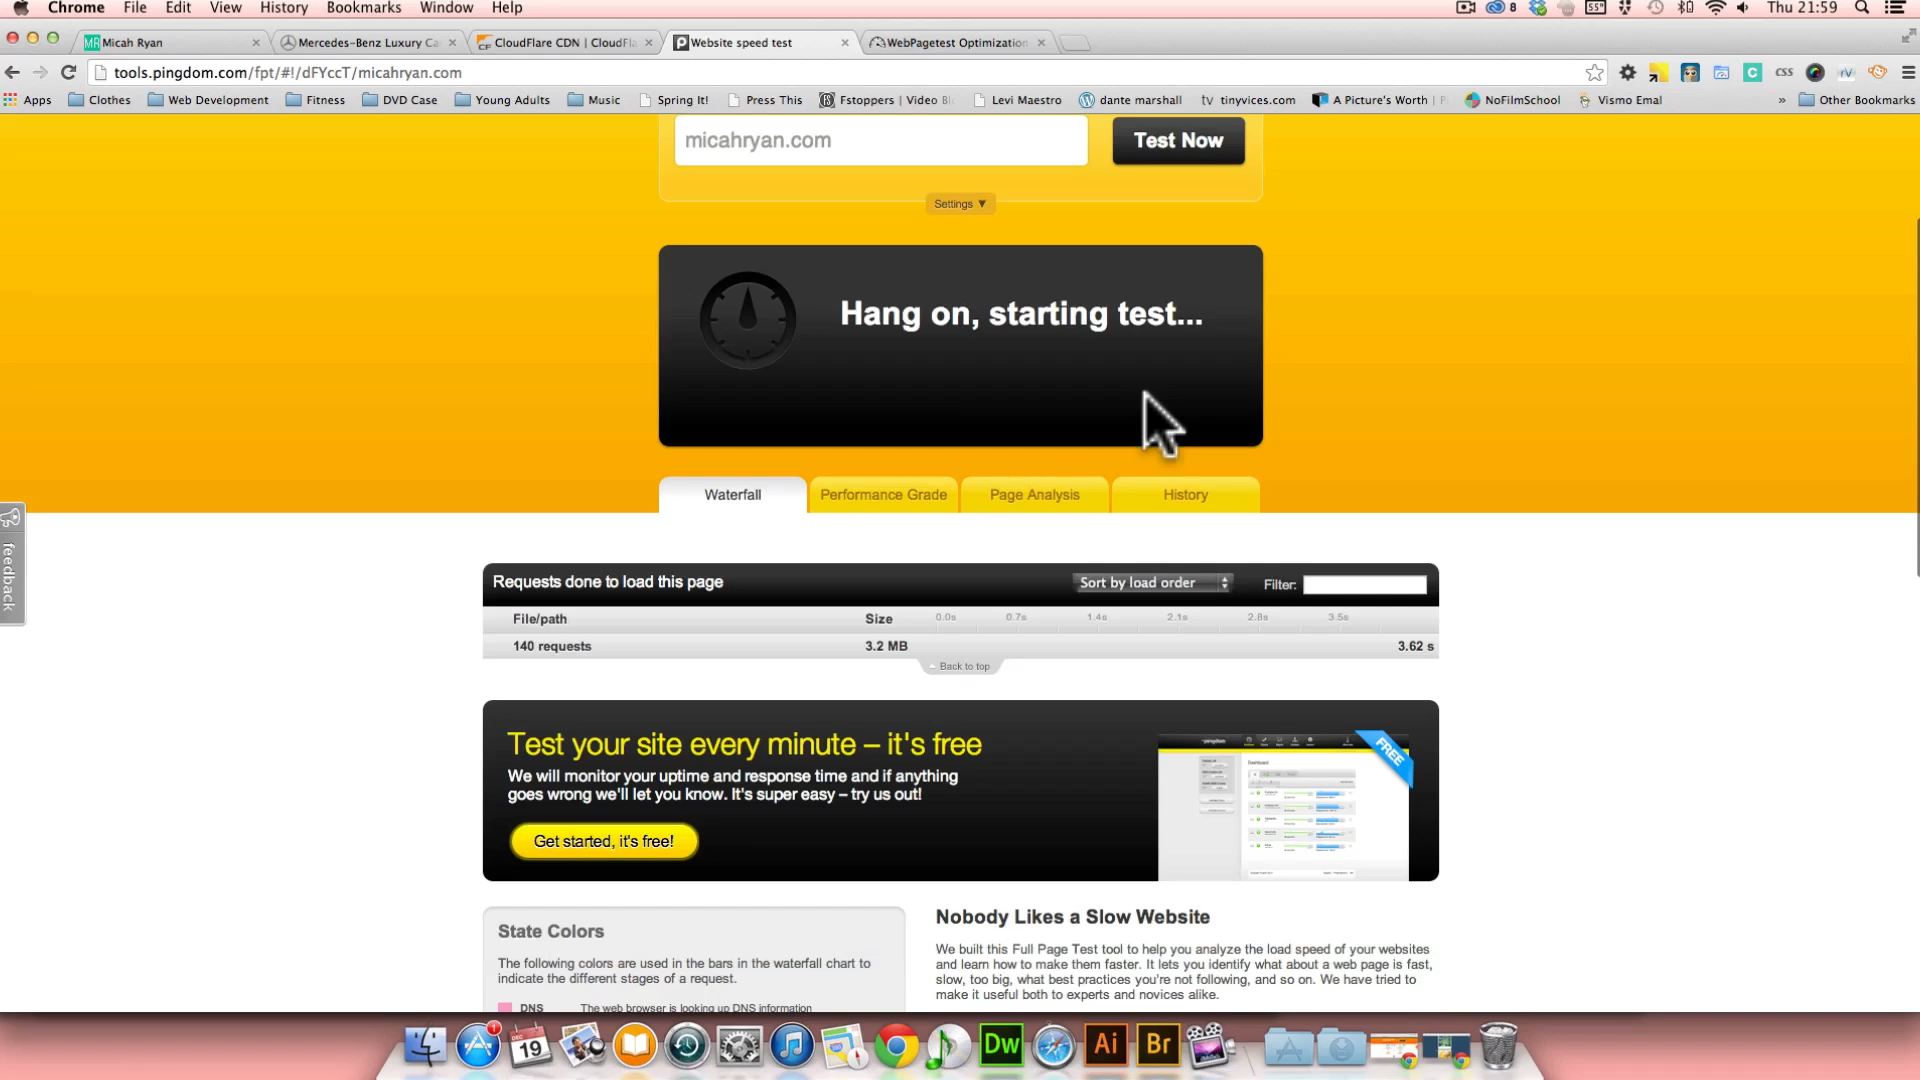 Chrome File Edit View History Bookmarks Window Help 8 55° Thu 21:59
MR Micah Ryan Mercedes-Benz Luxury Ca CloudFlare CDN | CloudFla Website speed test WebPagetest Optimization
tools.pingdom.com/fpt/#!/dFYccT/micahryan.com CSS rV
Apps Clothes Web Development Fitness DVD Case Young Adults Music Spring It! Press This Fstoppers | Video Bl Levi Maestro dante marshall tv tinyvices.com A Picture's Worth | P NoFilmSchool Vismo Emal » Other Bookmarks
micahryan.com Test Now
Settings ▼
Hang on, starting test...
Waterfall Performance Grade Page Analysis History
feedback
Requests done to load this page Sort by load order Filter:
File/path Size 0.0s 0.7s 1.4s 2.1s 2.8s 3.5s
140 requests 3.2 MB 3.62 s
Back to top
Test your site every minute – it's free
We will monitor your uptime and response time and if anything
goes wrong we'll let you know. It's super easy – try us out!
Get started, it's free!
FREE
State Colors
The following colors are used in the bars in the waterfall chart to
indicate the different stages of a request.
DNS The web browser is looking up DNS information
Nobody Likes a Slow Website
We built this Full Page Test tool to help you analyze the load speed of your websites
and learn how to make them faster. It lets you identify what about a web page is fast,
slow, too big, what best practices you're not following, and so on. We have tried to
make it useful both to experts and novices alike.
1 DEC 19 Dw Ai Br